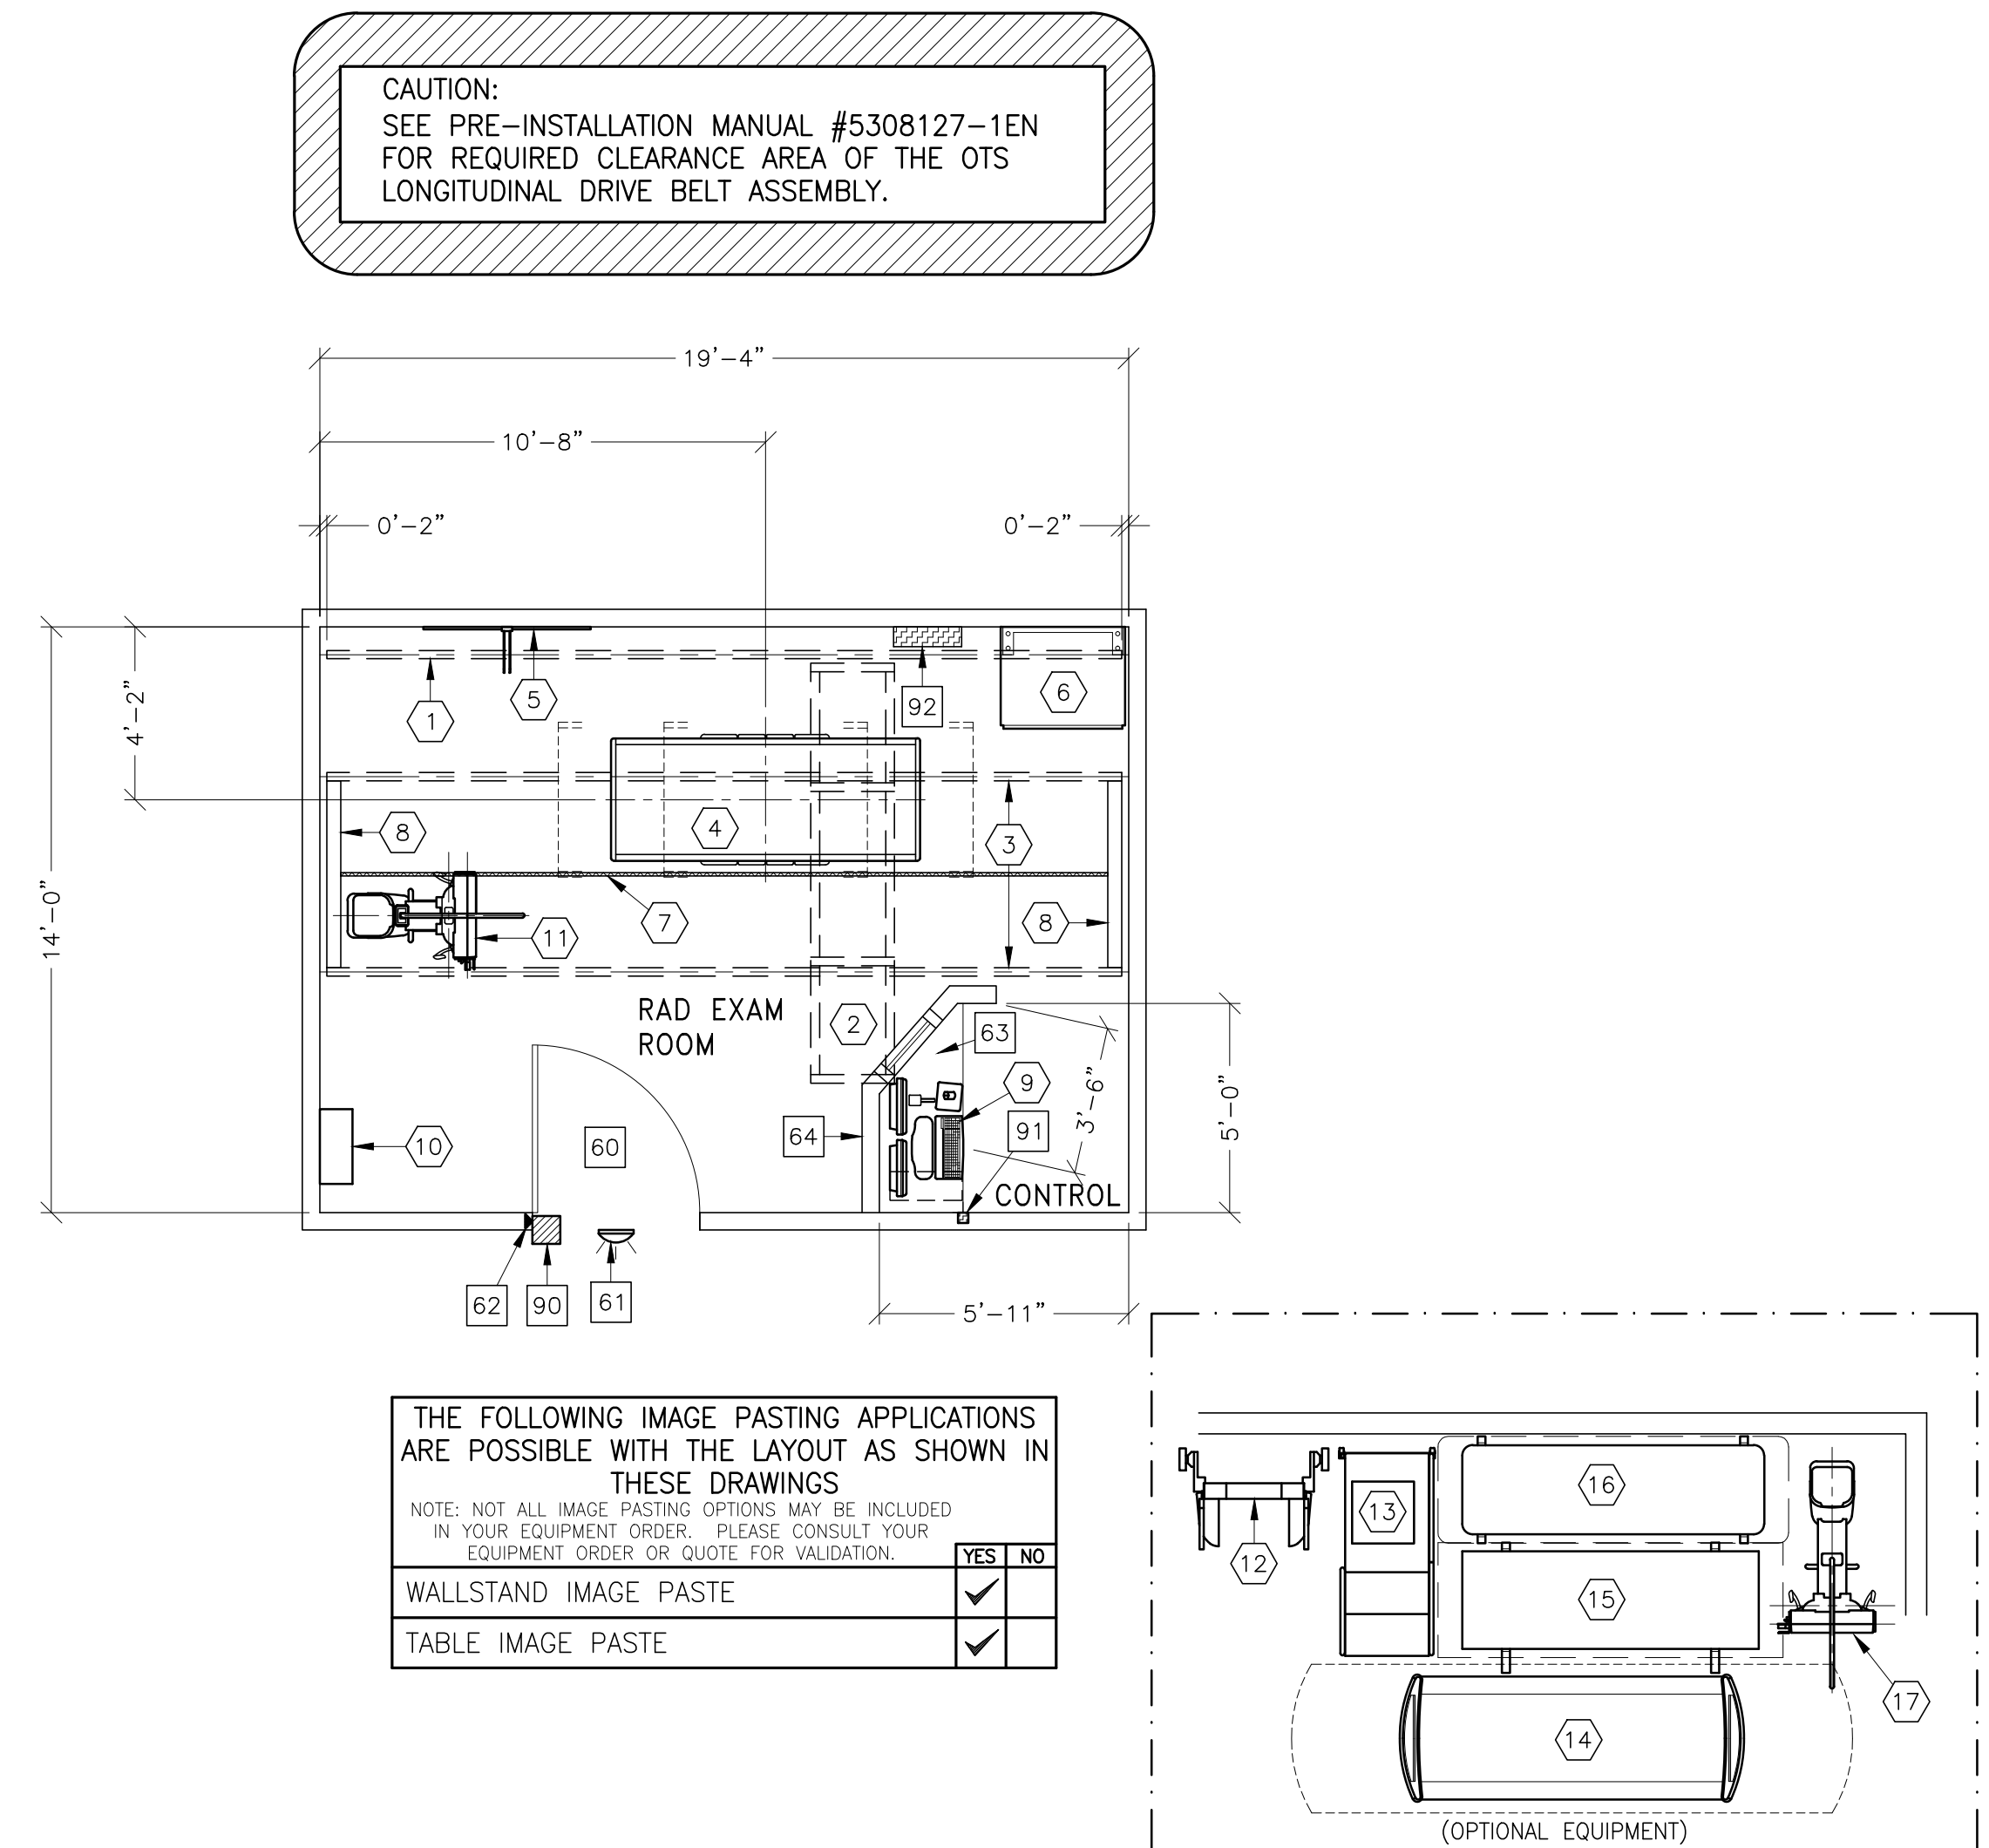 CAUTION:
SEE PRE-INSTALLATION MANUAL #5308127-1EN
FOR REQUIRED CLEARANCE AREA OF THE OTS
LONGITUDINAL DRIVE BELT ASSEMBLY.
19'-4"
10'-8"
0'-2"
0'-2"
4'-2"
14'-0"
1
5
92
6
8
4
3
7
11
8
RAD EXAM
ROOM
2
63
9
91
3'-6"
5'-0"
64
60
10
CONTROL
62
90
61
5'-11"
THE FOLLOWING IMAGE PASTING APPLICATIONS
ARE POSSIBLE WITH THE LAYOUT AS SHOWN IN
THESE DRAWINGS
NOTE: NOT ALL IMAGE PASTING OPTIONS MAY BE INCLUDED
IN YOUR EQUIPMENT ORDER. PLEASE CONSULT YOUR
EQUIPMENT ORDER OR QUOTE FOR VALIDATION.
YES NO
WALLSTAND IMAGE PASTE
TABLE IMAGE PASTE
12
13
16
15
17
14
(OPTIONAL EQUIPMENT)